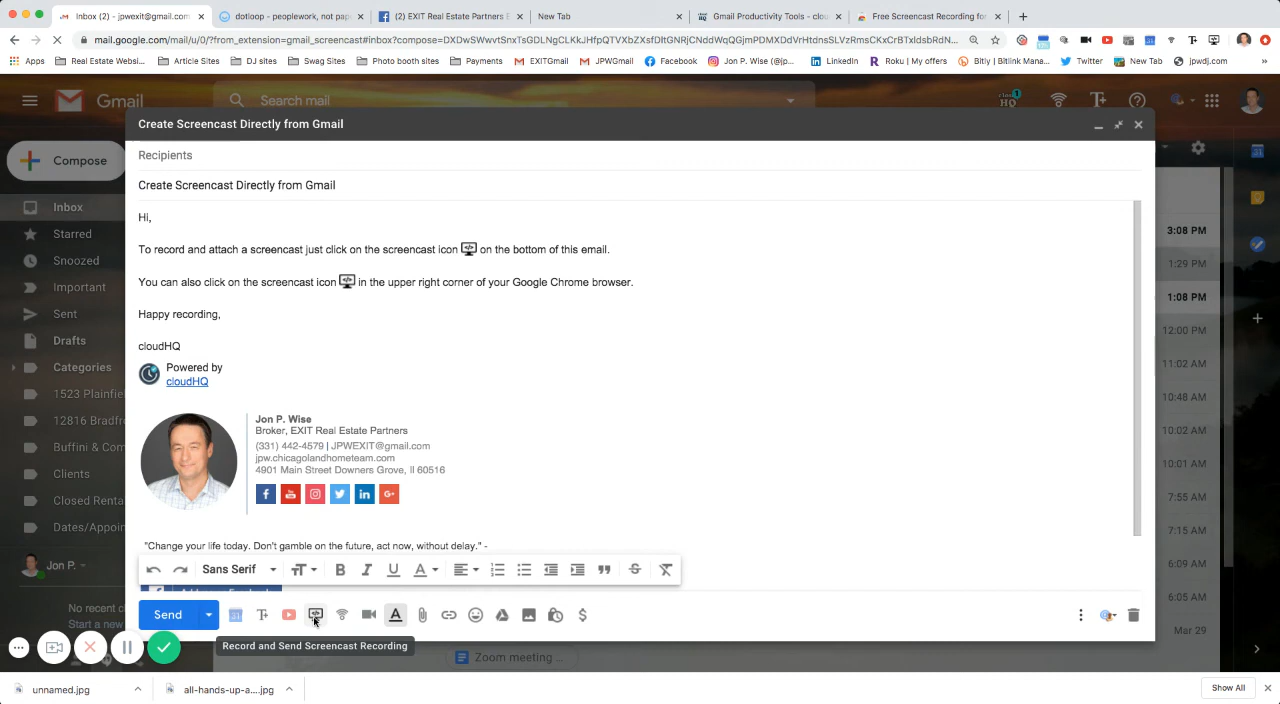 Inbox (2) - jpwexit@gmail.com
dotloop - peoplework, not pap
(2) EXIT Real Estate Partners
New Tab
Gmail Productivity Tools - clou
Free Screencast Recording for
mail.google.com/mail/u/0/?from_extension=gmail_screencast#inbox?compose=
Apps
Real Estate Websi...
Article Sites
DJ sites
Swag Sites
Photo booth sites
Payments
EXITGmail
JPWGmail
Facebook
Jon P. Wise (@jp...
LinkedIn
Roku | My offers
Bitly | Bitlink Mana...
Twitter
New Tab
jpwdj.com
»
Gmail
Search mail
cloud HQ
1
Create Screencast Directly from Gmail
Recipients
Create Screencast Directly from Gmail
Compose
Inbox
Starred
Snoozed
Important
Sent
Drafts
Categories
1523 Plainfie
12816 Bradfo
Buffini & Com
Clients
Closed Renta
Dates/Appoin
Jon P.
No recent c
Start a new
Hi,
To record and attach a screencast just click on the screencast icon on the bottom of this email.
You can also click on the screencast icon in the upper right corner of your Google Chrome browser.
Happy recording,
cloudHQ
Powered by
cloudHQ
Jon P. Wise
Broker, EXIT Real Estate Partners
(331) 442-4579 | JPWEXIT@gmail.com
jpw.chicagolandhometeam.com
4901 Main Street Downers Grove, Il 60516
"Change your life today. Don't gamble on the future, act now, without delay." -
Sans Serif
Send
Record and Send Screencast Recording
Zoom meeting ...
3:08 PM
1:29 PM
1:08 PM
12:00 PM
11:02 AM
10:48 AM
10:02 AM
10:01 AM
7:55 AM
7:15 AM
6:09 AM
6:05 AM
Mar 29
unnamed.jpg
all-hands-up-a....jpg
Show All